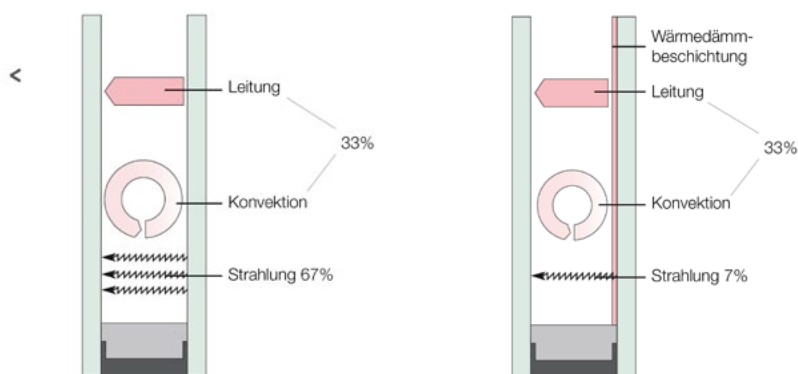 <
Leitung
33%
Konvektion
Strahlung 67%
Wärmedämm-
beschichtung
Leitung
33%
Konvektion
Strahlung 7%